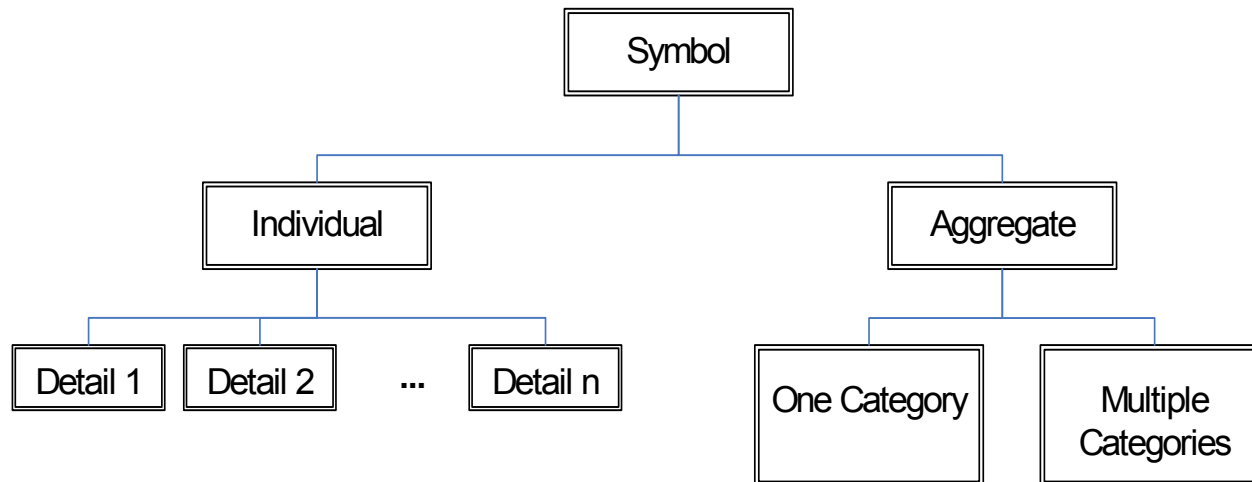 Symbol
Individual
Aggregate
Detail 1
Detail 2
...
Detail n
One Category
Multiple
Categories